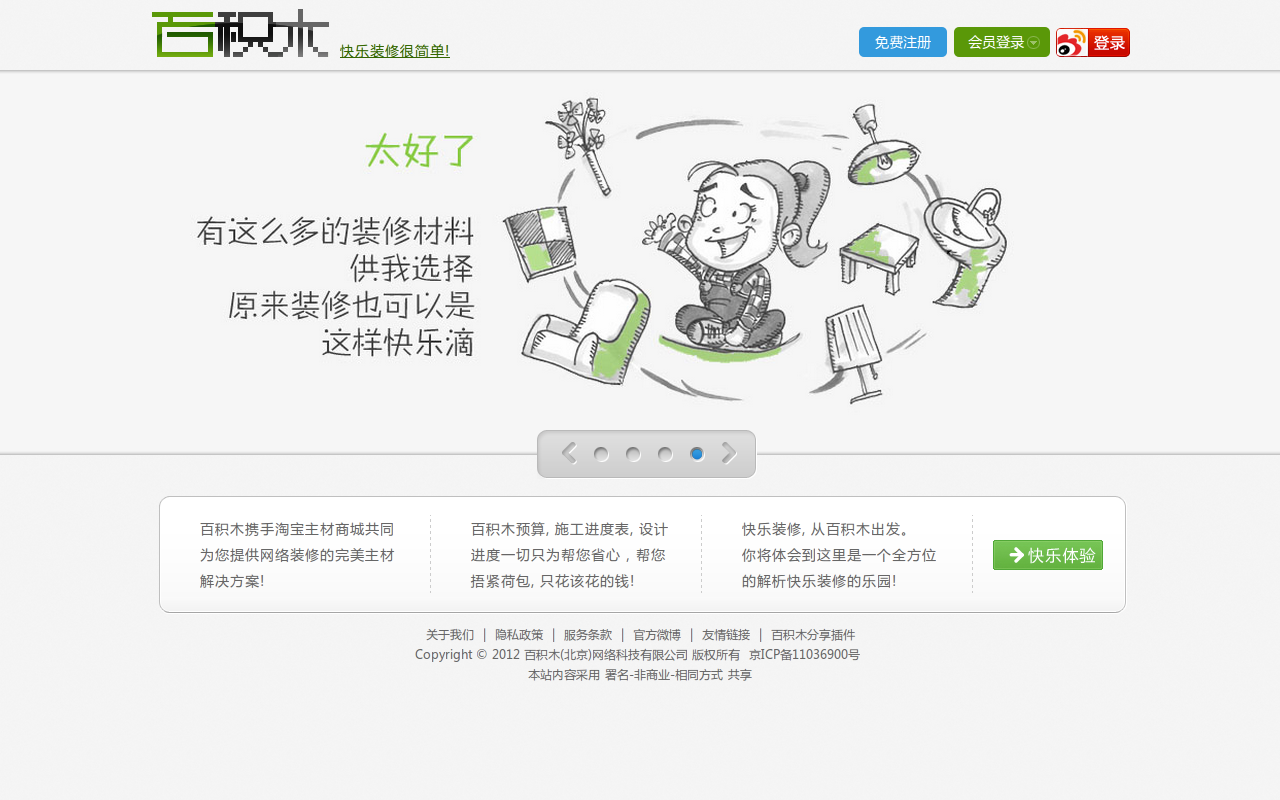 百积木
快乐装修很简单!
免费注册
会员登录
登录
太好了
有这么多的装修材料
供我选择
原来装修也可以是
这样快乐滴
百积木携手淘宝主材商城共同
为您提供网络装修的完美主材
解决方案!
百积木预算, 施工进度表, 设计
进度一切只为帮您省心，帮您
捂紧荷包, 只花该花的钱!
快乐装修, 从百积木出发。
你将体会到这里是一个全方位
的解析快乐装修的乐园!
快乐体验
关于我们 | 隐私政策 | 服务条款 | 官方微博 | 友情链接 | 百积木分享插件
Copyright © 2012 百积木(北京)网络科技有限公司 版权所有 京ICP备11036900号
本站内容采用 署名-非商业-相同方式 共享